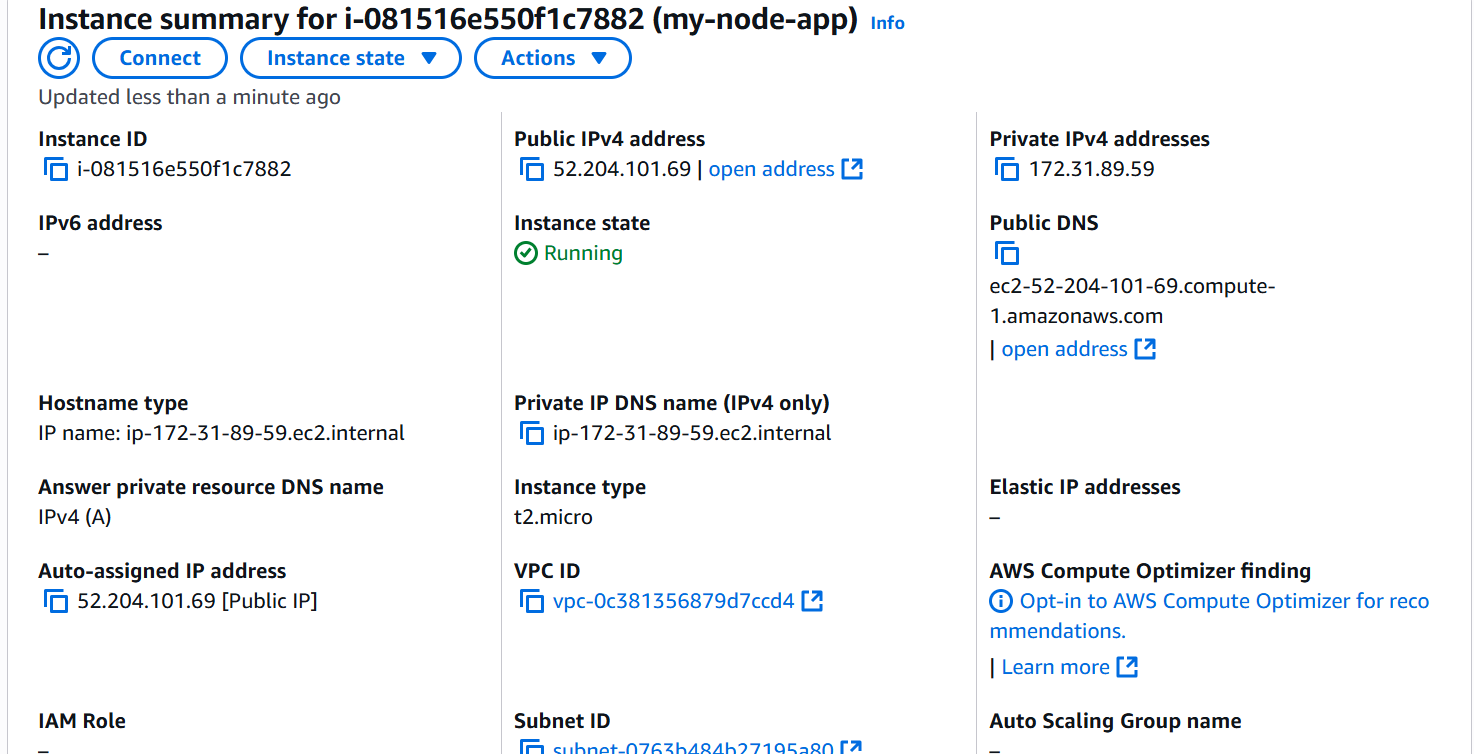 Instance summary for i-081516e550f1c7882 (my-node-app) Info
Connect
Instance state
Actions
Updated less than a minute ago
Instance ID
i-081516e550f1c7882
Public IPv4 address
52.204.101.69 | open address
Private IPv4 addresses
172.31.89.59
IPv6 address
–
Instance state
Running
Public DNS
ec2-52-204-101-69.compute-
1.amazonaws.com
| open address
Hostname type
IP name: ip-172-31-89-59.ec2.internal
Private IP DNS name (IPv4 only)
ip-172-31-89-59.ec2.internal
Answer private resource DNS name
IPv4 (A)
Instance type
t2.micro
Elastic IP addresses
–
Auto-assigned IP address
52.204.101.69 [Public IP]
VPC ID
vpc-0c381356879d7ccd4
AWS Compute Optimizer finding
Opt-in to AWS Compute Optimizer for reco
mmendations.
| Learn more
IAM Role
–
Subnet ID
subnet-0763b484b27195a80
Auto Scaling Group name
–